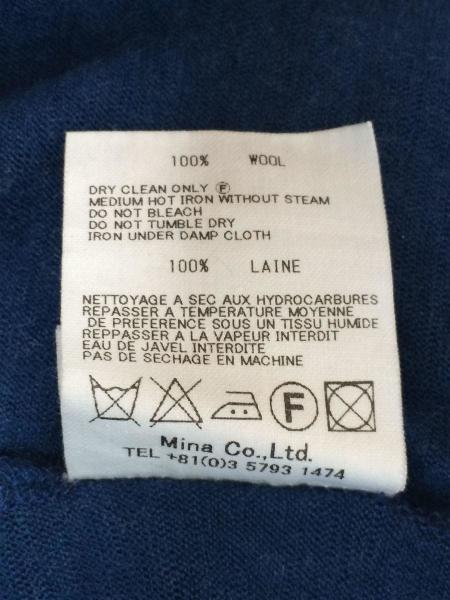 100% WOOL
DRY CLEAN ONLY Ⓕ
MEDIUM HOT IRON WITHOUT STEAM
DO NOT BLEACH
DO NOT TUMBLE DRY
IRON UNDER DAMP CLOTH
100% LAINE
NETTOYAGE A SEC AUX HYDROCARBURES
REPASSER A TEMPERATURE MOYENNE
DE PREFERENCE SOUS UN TISSU HUMIDE
REPPASSER A LA VAPEUR INTERDIT
EAU DE JAVEL INTERDITE
PAS DE SECHAGE EN MACHINE
F
Mina Co.,Ltd.
TEL +81(0)3 5793 1474